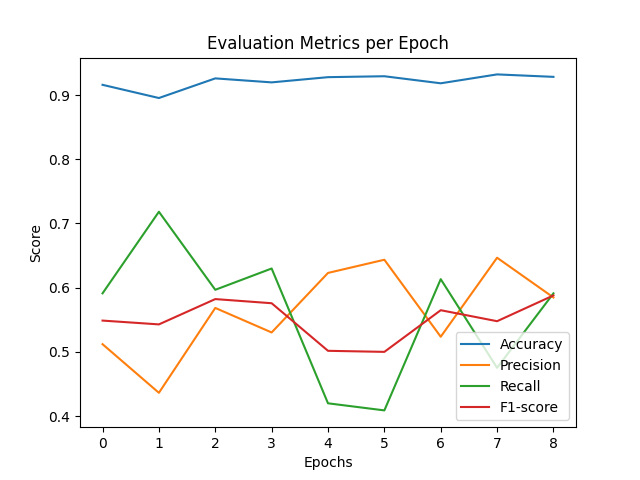 Evaluation Metrics per Epoch
Score
0.9
0.8
0.7
0.6
0.5
0.4
Accuracy
Precision
Recall
F1-score
0 1 2 3 4 5 6 7 8
Epochs